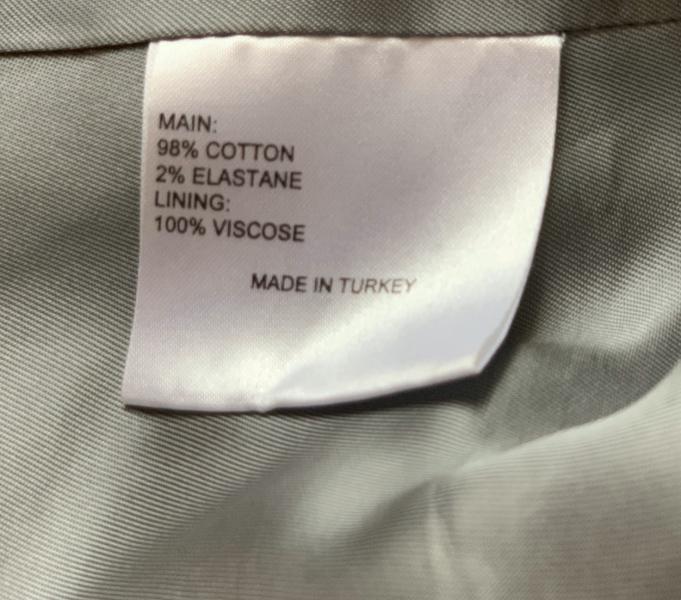 MAIN:
98% COTTON
2% ELASTANE
LINING:
100% VISCOSE
MADE IN TURKEY